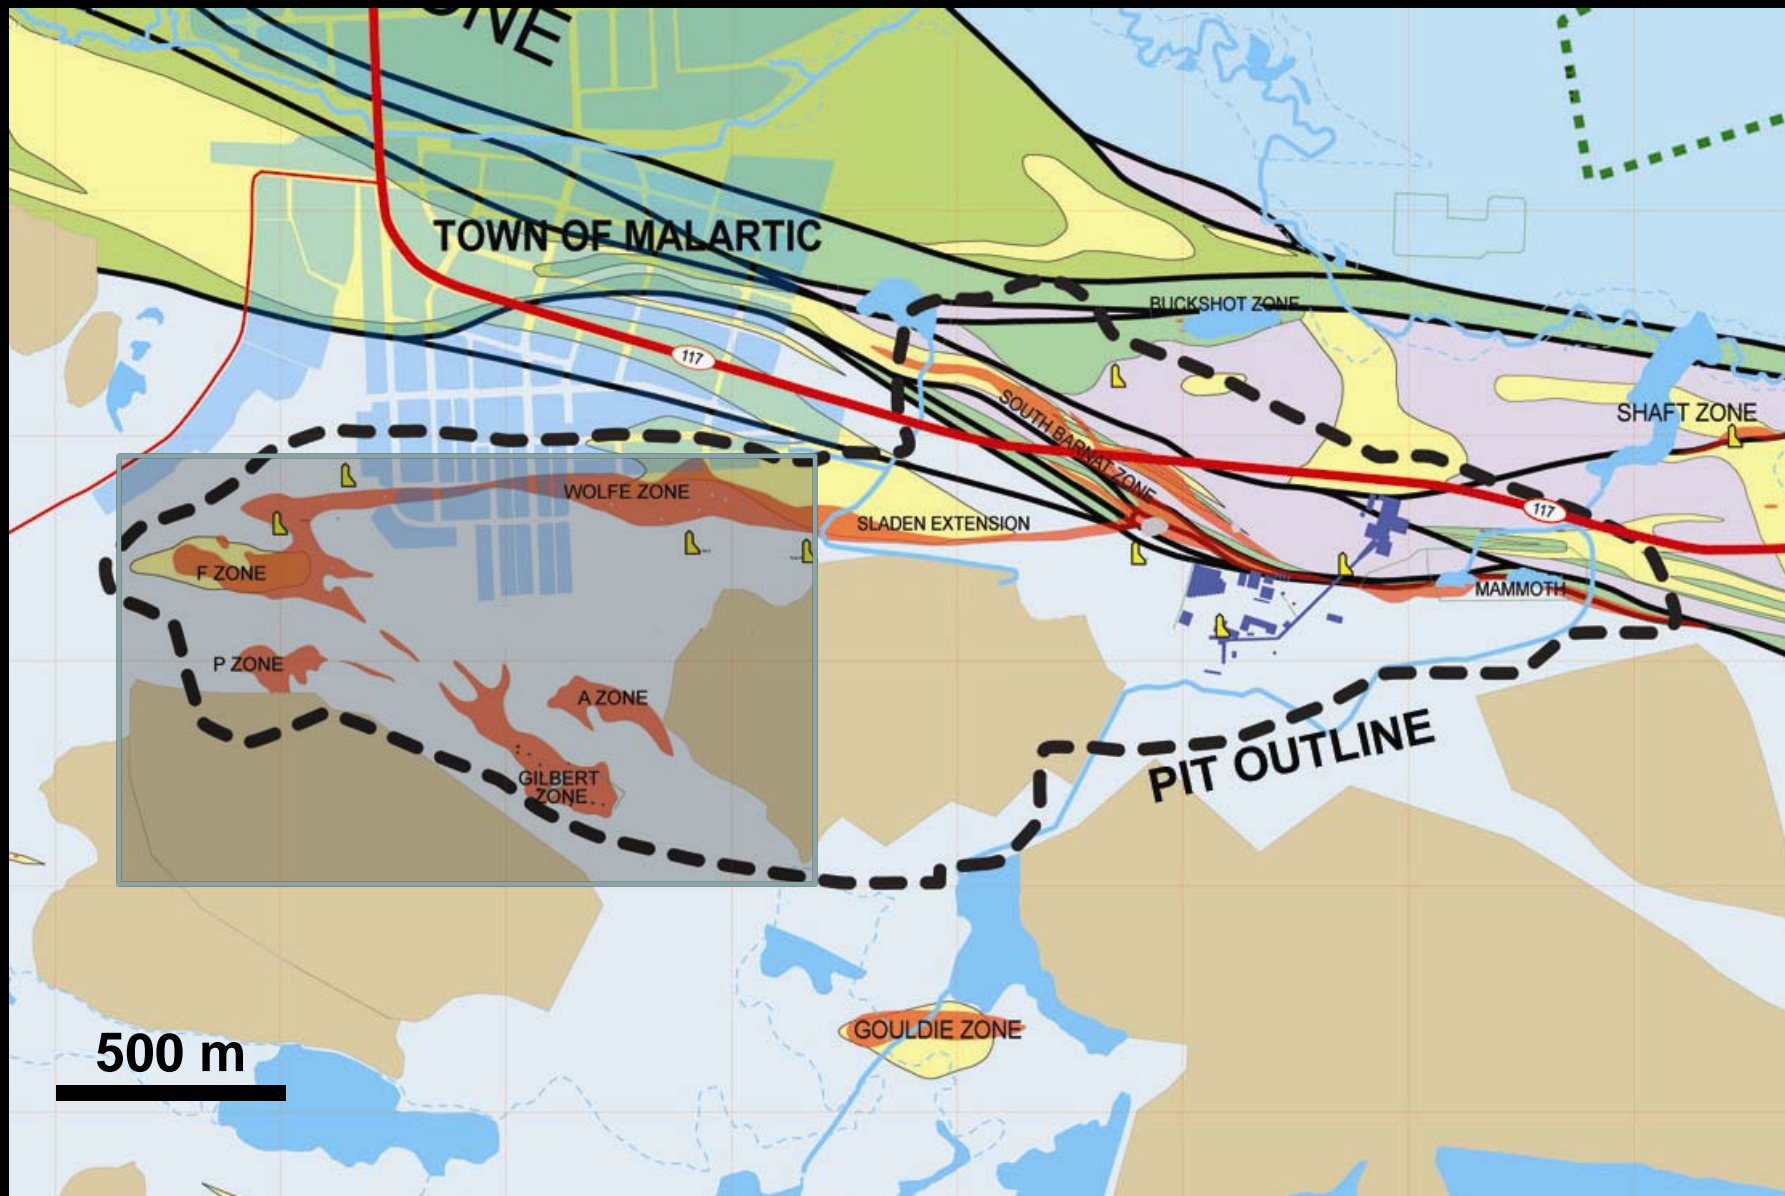 ONE
TOWN OF MALARTIC
BUCKSHOT ZONE
117
SOUTH BARNAT ZONE
SHAFT ZONE
WOLFE ZONE
SLADEN EXTENSION
117
F ZONE
MAMMOTH
P ZONE
A ZONE
PIT OUTLINE
GILBERT
ZONE
GOULDIE ZONE
500 m